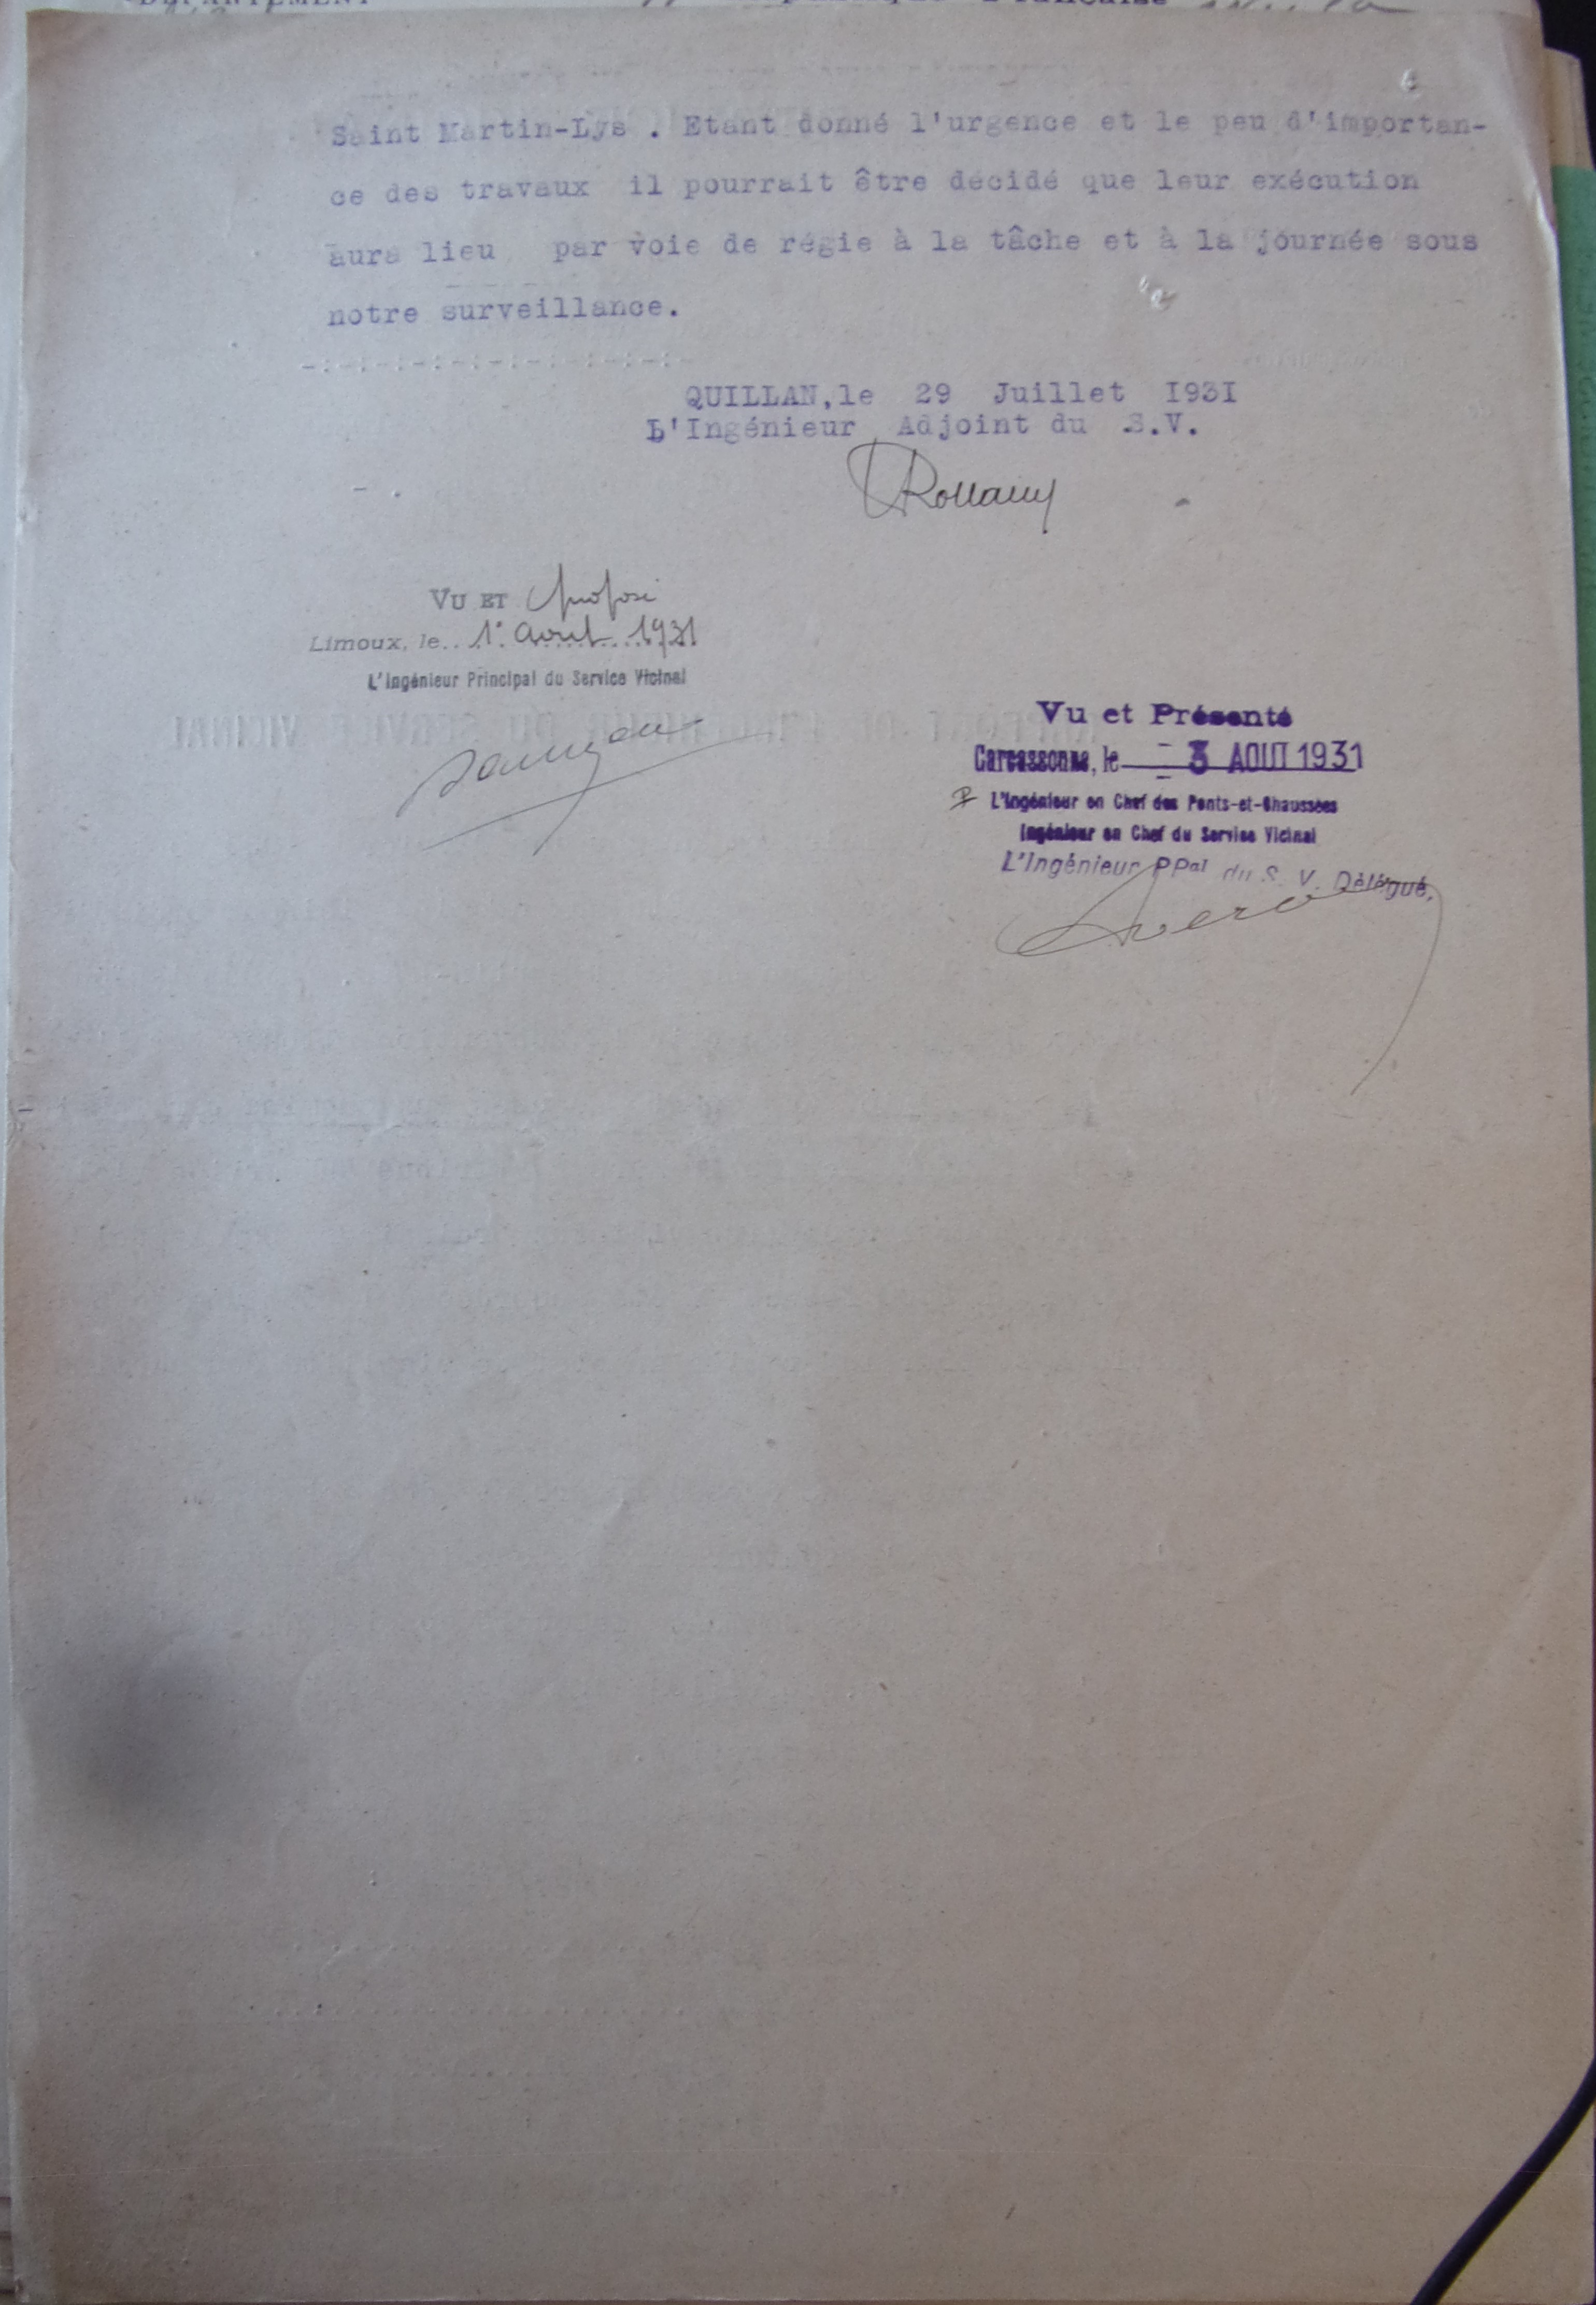 DEPARTEMENT
Française
Saint Martin-Lys . Etant donné l'urgence et le peu d'importan-
ce des travaux il pourrait être décidé que leur exécution
aura lieu par voie de régie à la tâche et à la journée sous
notre surveillance.
-:-:-:-:-:-:-:-:-:-:-
QUILLAN,le 29 Juillet I93I
L'Ingénieur Adjoint du S.V.
VU ET proposé
Limoux, le 1er Aout 1931
L'Ingénieur Principal du Service Vicinal
Vu et Présenté
Carcassonne, le - 3 AOUT 1931
L'Ingénieur en Chef des Ponts-et-Chaussées
Ingénieur en Chef du Service Vicinal
L'Ingénieur PPal du S. V. Délégué,